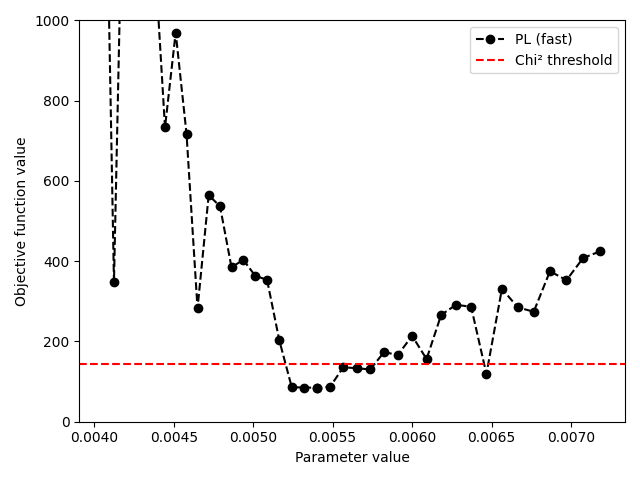 1000
800
600
400
200
0
Objective function value
PL (fast)
Chi² threshold
0.0040 0.0045 0.0050 0.0055 0.0060 0.0065 0.0070
Parameter value